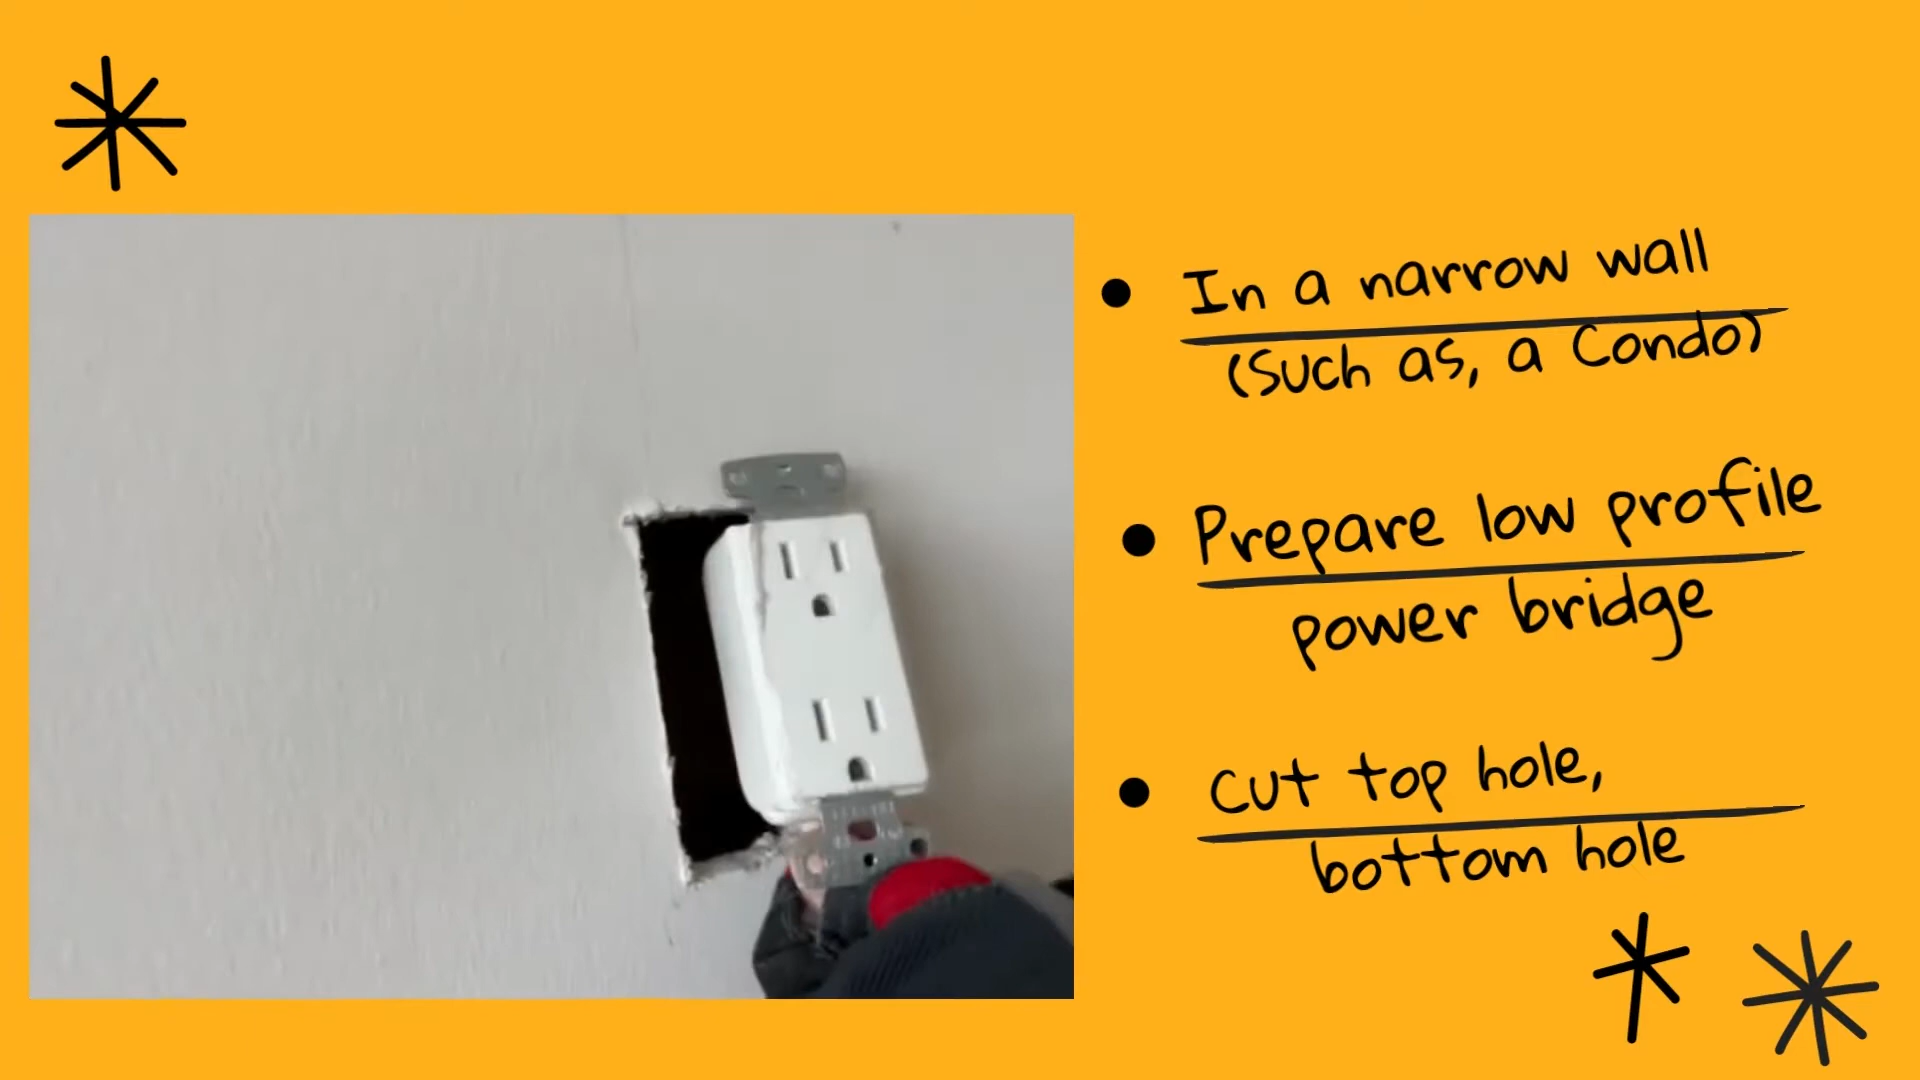 In a narrow wall
(Such as, a Condo)
Prepare low profile
power bridge
Cut top hole,
bottom hole